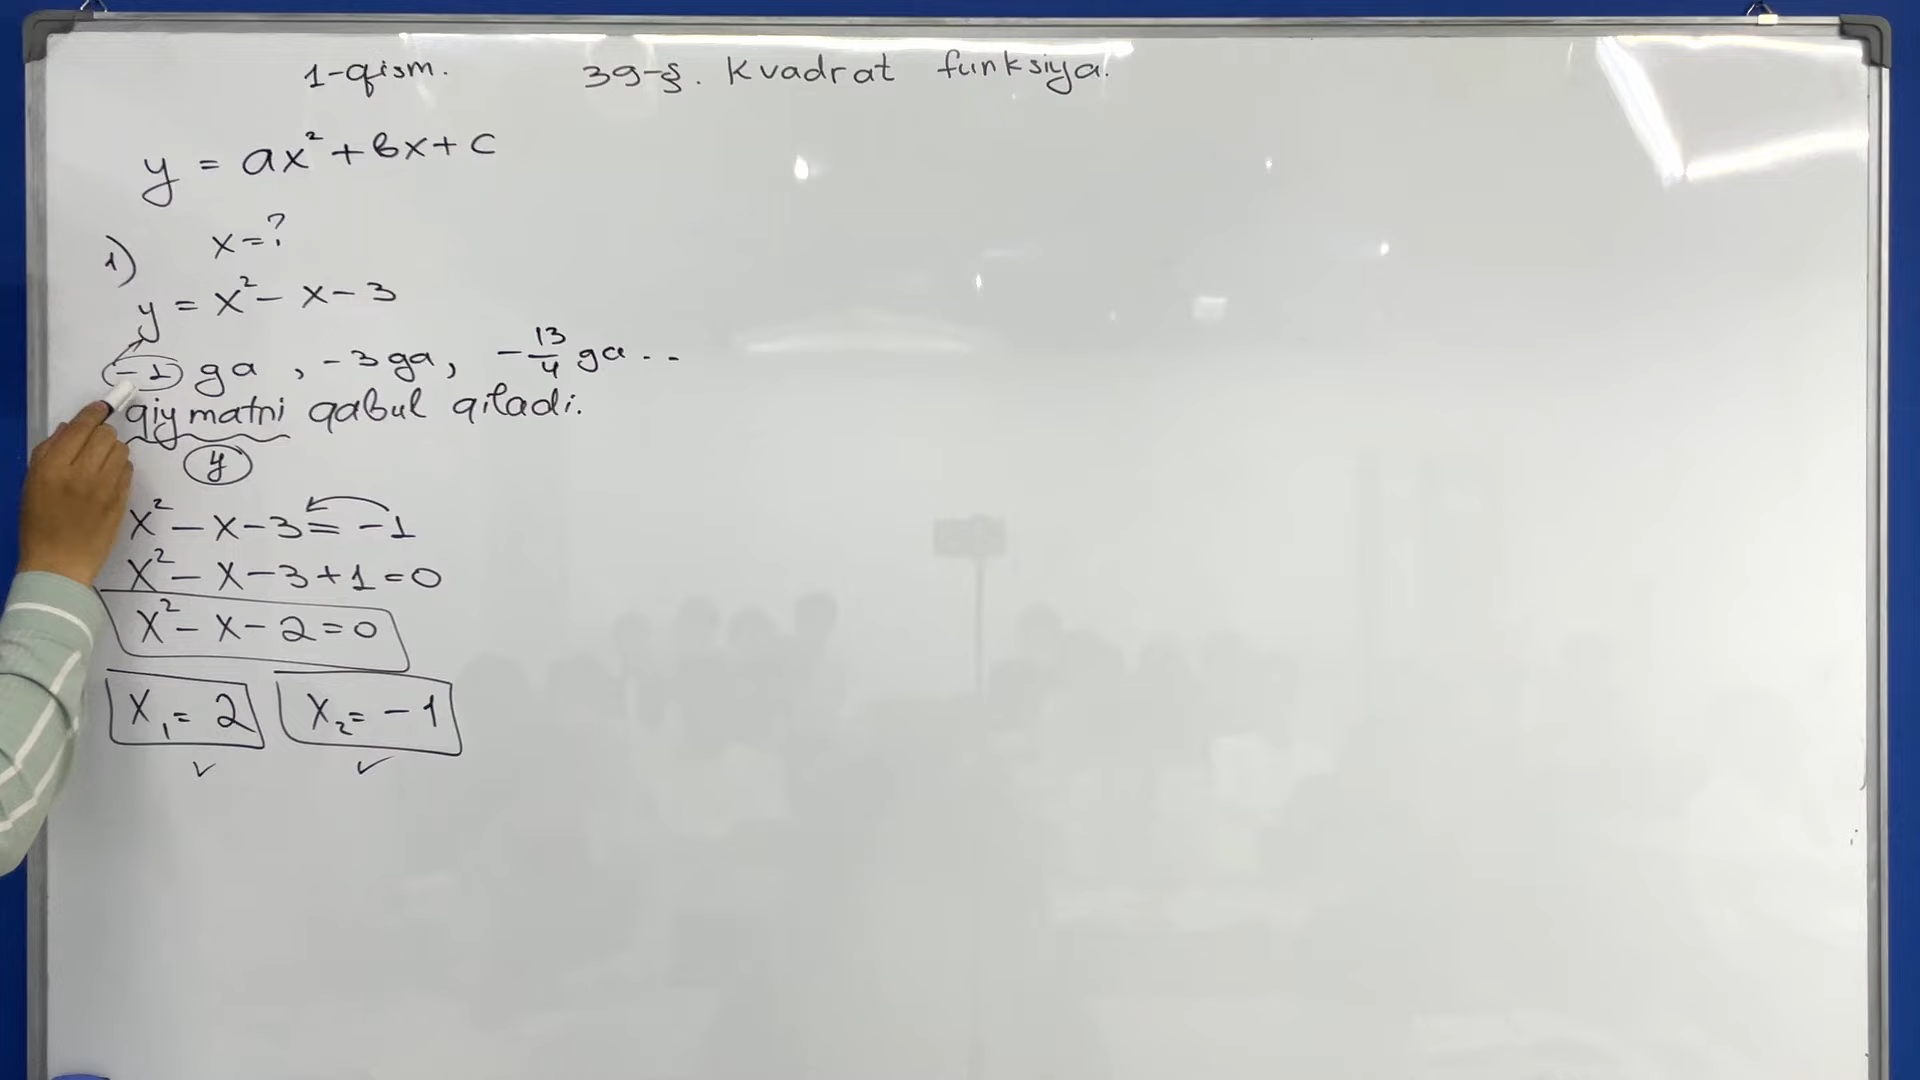 1-qism. 39-§. Kvadrat funksiya.
y = ax² + bx + c
1) x = ?
y = x² - x - 3
-1 ga, -3 ga, -13/4 ga ..
qiymatni qabul qiladi.
y
x² - x - 3 = -1
x² - x - 3 + 1 = 0
x² - x - 2 = 0
x₁ = 2 x₂ = -1